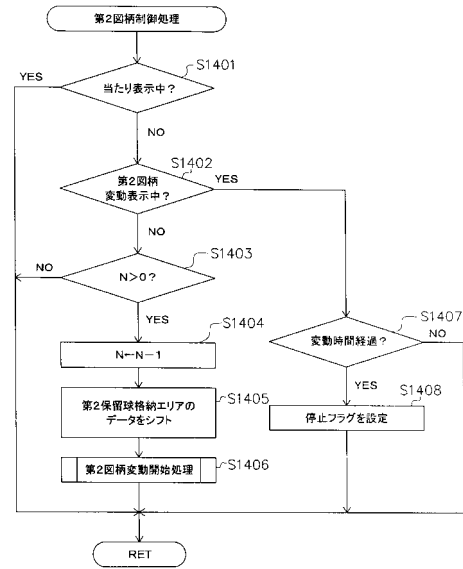 第2図柄制御処理
S1401
YES
当たり表示中?
NO
S1402
第2図柄
変動表示中?
YES
NO
S1403
NO
N>0?
YES
S1407
変動時間経過?
NO
S1404
N←N−1
YES
S1408
停止フラグを設定
S1405
第2保留球格納エリアの
データをシフト
S1406
第2図柄変動開始処理
RET